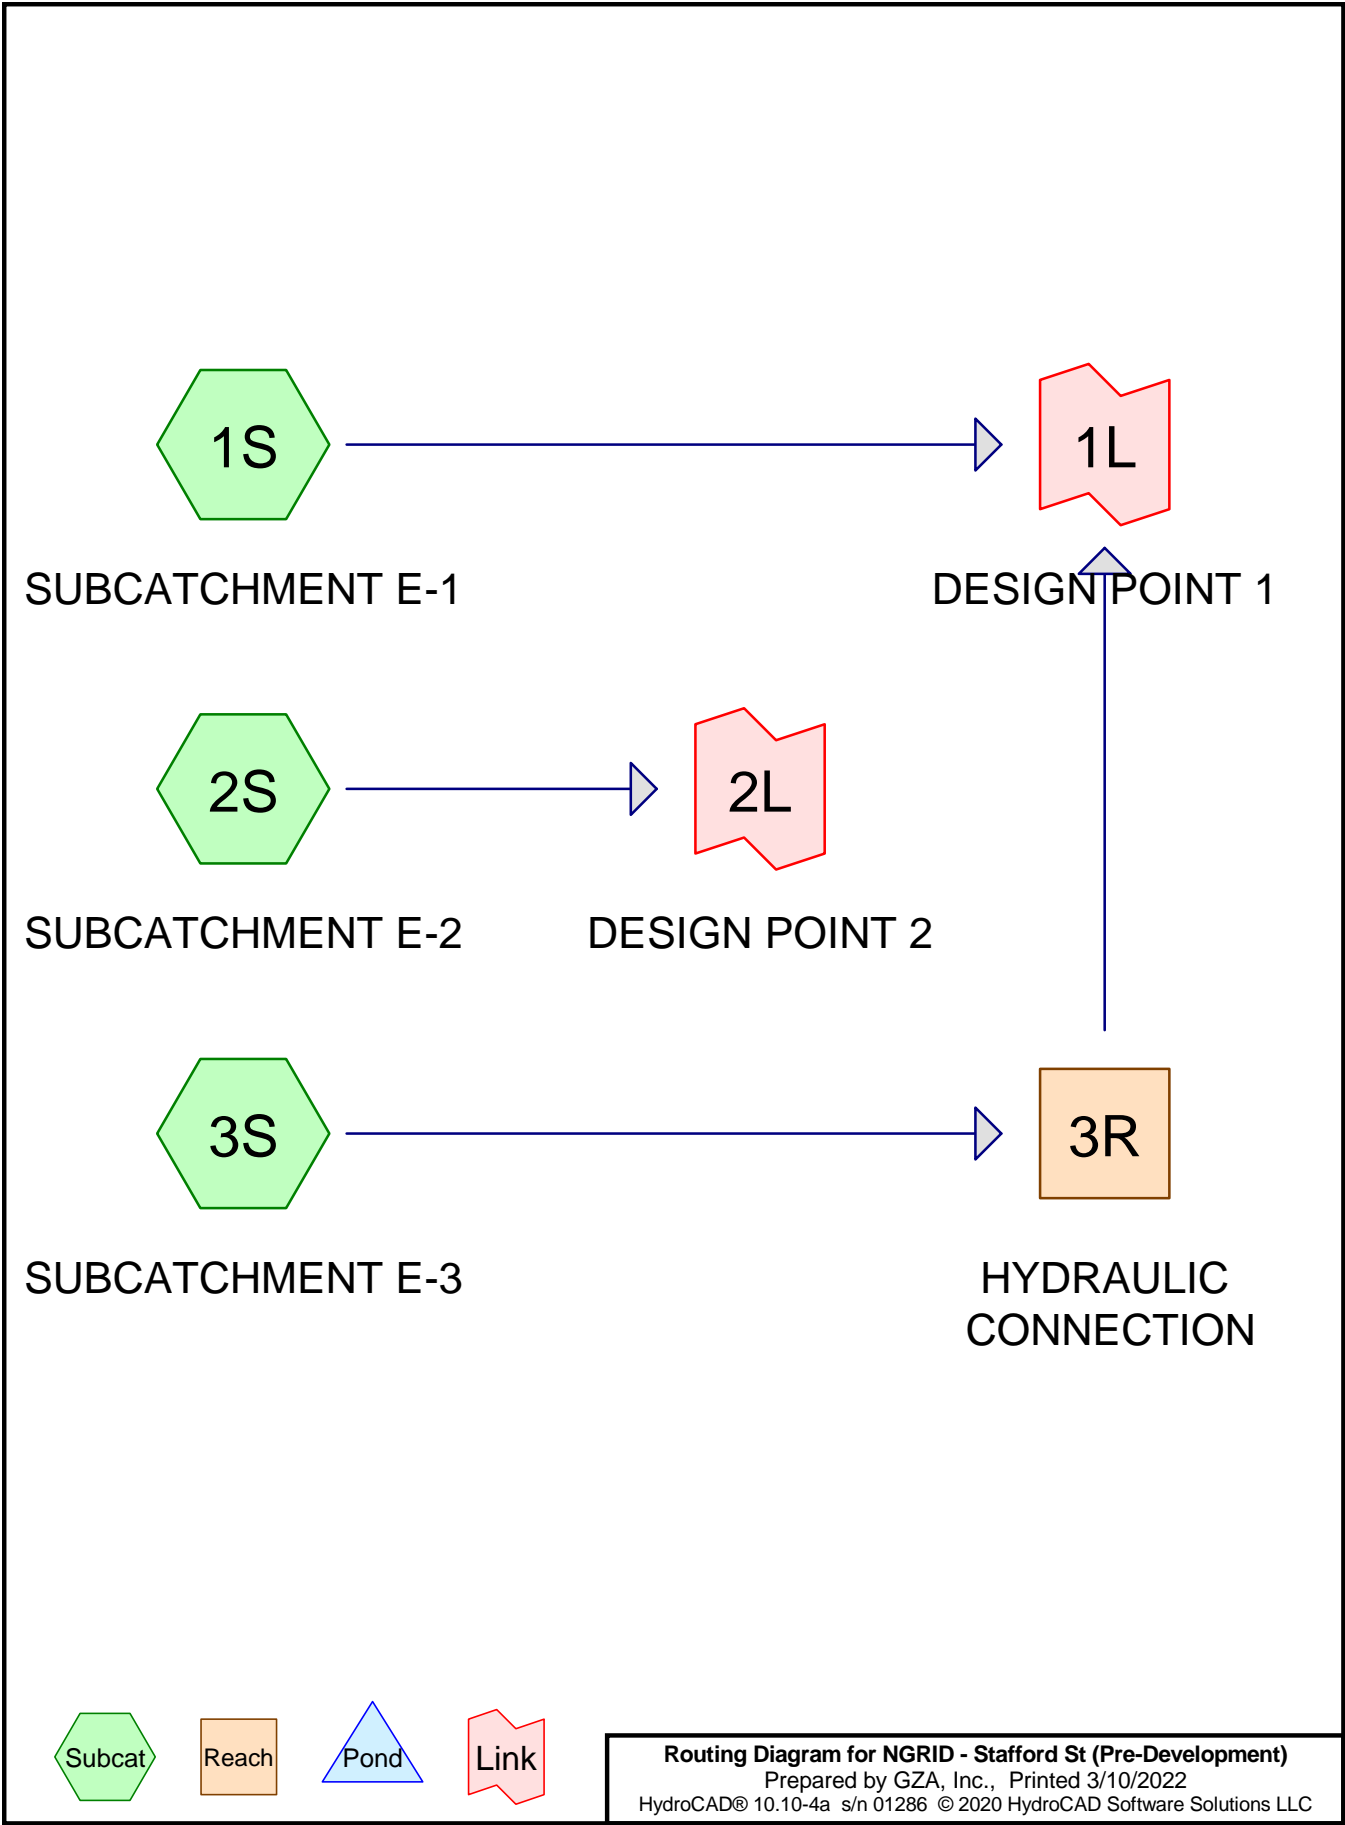 1S
1L
SUBCATCHMENT E-1
DESIGN POINT 1
2S
2L
SUBCATCHMENT E-2
DESIGN POINT 2
3S
3R
SUBCATCHMENT E-3
HYDRAULIC
CONNECTION
Subcat
Reach
Pond
Link
Routing Diagram for NGRID - Stafford St (Pre-Development)
Prepared by GZA, Inc., Printed 3/10/2022
HydroCAD® 10.10-4a s/n 01286 © 2020 HydroCAD Software Solutions LLC